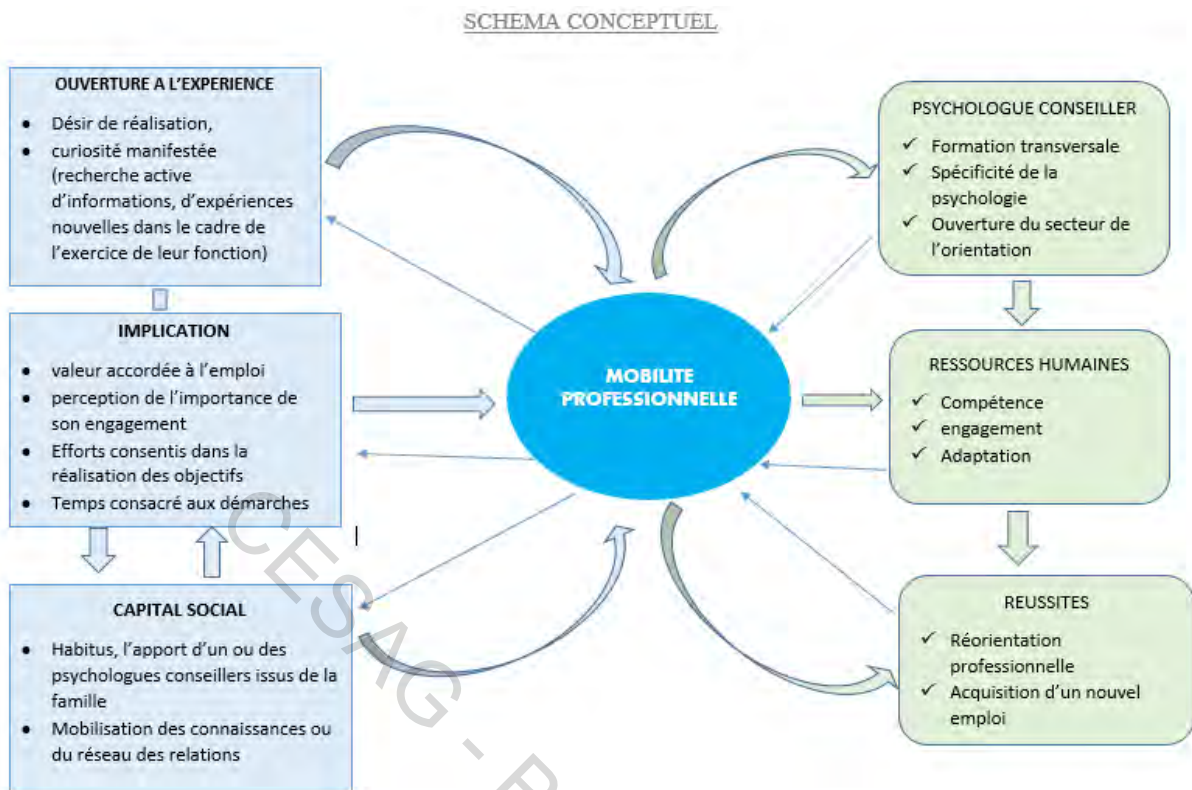 SCHEMA CONCEPTUEL
OUVERTURE A L'EXPERIENCE
• Désir de réalisation,
• curiosité manifestée
(recherche active
d'informations, d'expériences
nouvelles dans le cadre de
l'exercice de leur fonction)
IMPLICATION
• valeur accordée à l'emploi
• perception de l'importance de
son engagement
• Efforts consentis dans la
réalisation des objectifs
• Temps consacré aux démarches
CAPITAL SOCIAL
• Habitus, l'apport d'un ou des
psychologues conseillers issus de la
famille
• Mobilisation des connaissances ou
du réseau des relations
MOBILITE
PROFESSIONNELLE
PSYCHOLOGUE CONSEILLER
✓ Formation transversale
✓ Spécificité de la
psychologie
✓ Ouverture du secteur de
l'orientation
RESSOURCES HUMAINES
✓ Compétence
✓ engagement
✓ Adaptation
REUSSITES
✓ Réorientation
professionnelle
✓ Acquisition d'un nouvel
emploi
CESAG -